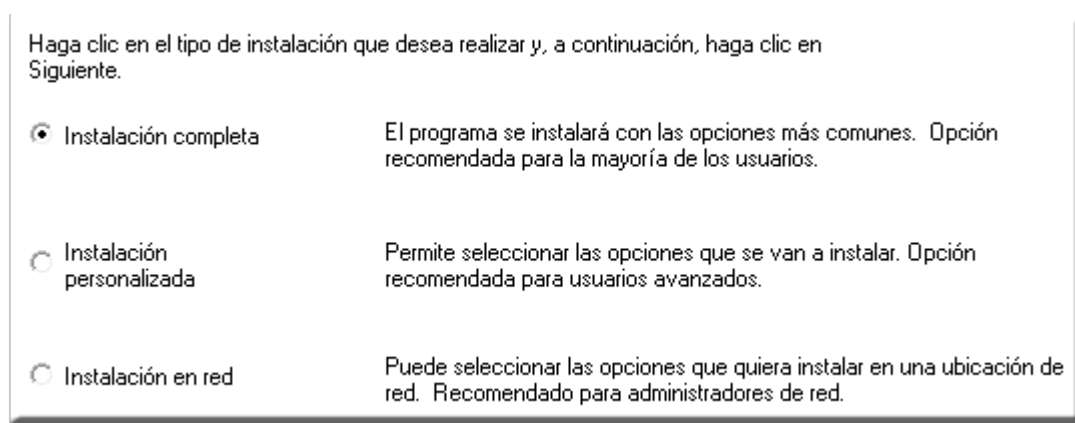 Haga clic en el tipo de instalación que desea realizar y, a continuación, haga clic en
Siguiente.
Instalación completa
El programa se instalará con las opciones más comunes.  Opción
recomendada para la mayoría de los usuarios.
Instalación
personalizada
Permite seleccionar las opciones que se van a instalar. Opción
recomendada para usuarios avanzados.
Instalación en red
Puede seleccionar las opciones que quiera instalar en una ubicación de
red.  Recomendado para administradores de red.